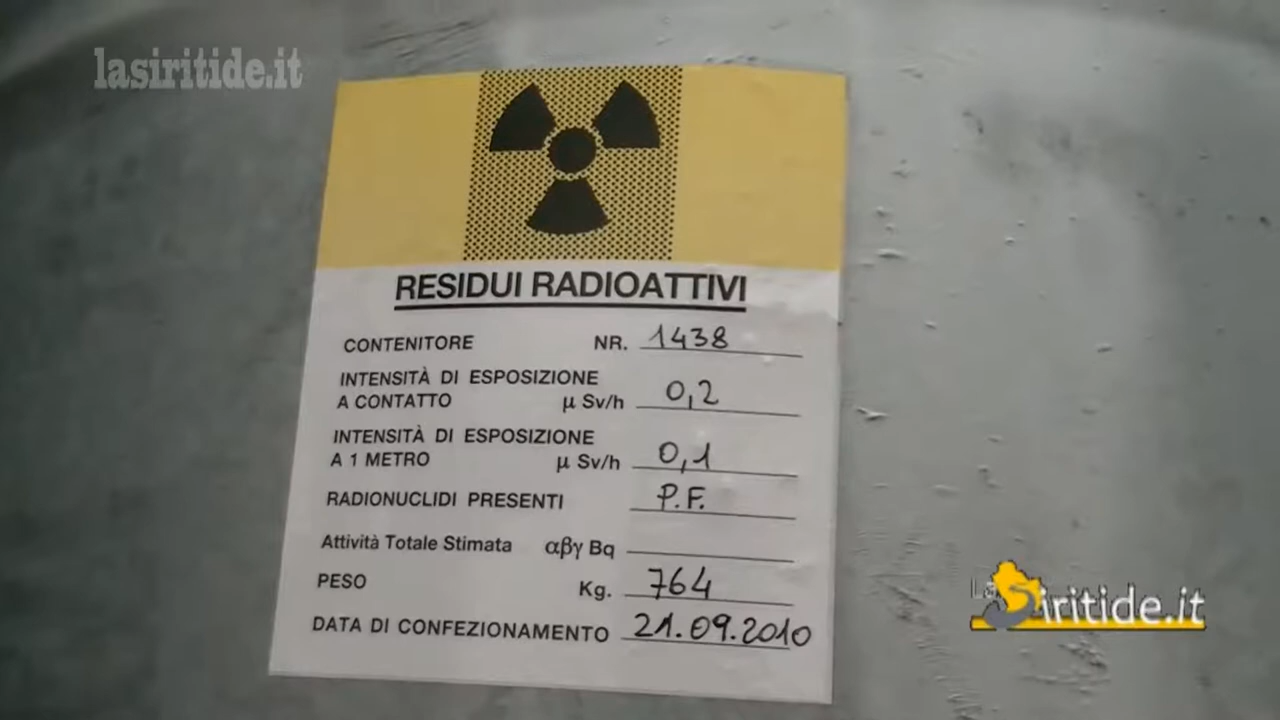 lasiritide.it
RESIDUI RADIOATTIVI
CONTENITORE NR. 1438
INTENSITÀ DI ESPOSIZIONE
A CONTATTO μ Sv/h 0,2
INTENSITÀ DI ESPOSIZIONE
A 1 METRO μ Sv/h 0,1
RADIONUCLIDI PRESENTI P.F.
Attività Totale Stimata αβγ Bq
PESO Kg. 764
DATA DI CONFEZIONAMENTO 21.09.2010
La Siritide.it